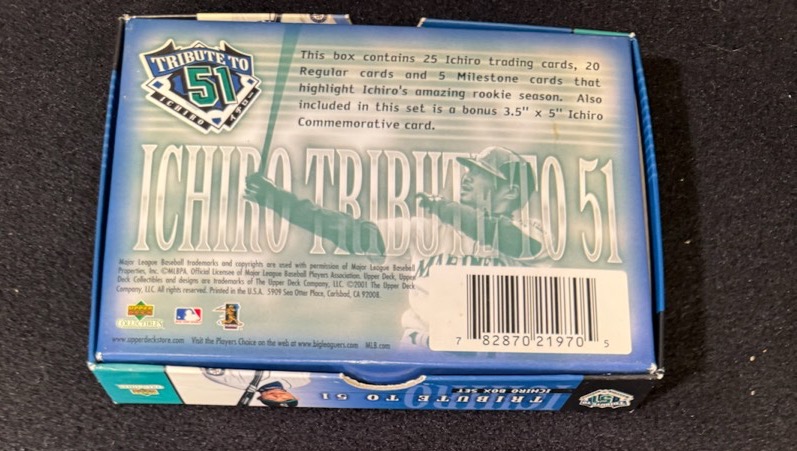 TRIBUTE TO
51
ICHIRO
This box contains 25 Ichiro trading cards, 20
Regular cards and 5 Milestone cards that
highlight Ichiro's amazing rookie season. Also
included in this set is a bonus 3.5" x 5" Ichiro
Commemorative card.
ICHIRO TRIBUTE TO 51
Major League Baseball trademarks and copyrights are used with permission of Major League Baseball
Properties, Inc. ©MLBPA. Official Licensee of Major League Baseball Players Association. Upper Deck, Upper
Deck Collectibles and designs are trademarks of The Upper Deck Company, LLC. ©2001 The Upper Deck
Company, LLC. All rights reserved. Printed in the U.S.A. 5909 Sea Otter Place, Carlsbad, CA 92008.
UPPER DECK
COLLECTIBLES
www.upperdeckstore.com Visit the Players Choice on the web at www.bigleaguers.com MLB.com
7 82870 21970 5
TRIBUTE TO 51
ICHIRO BOX SET